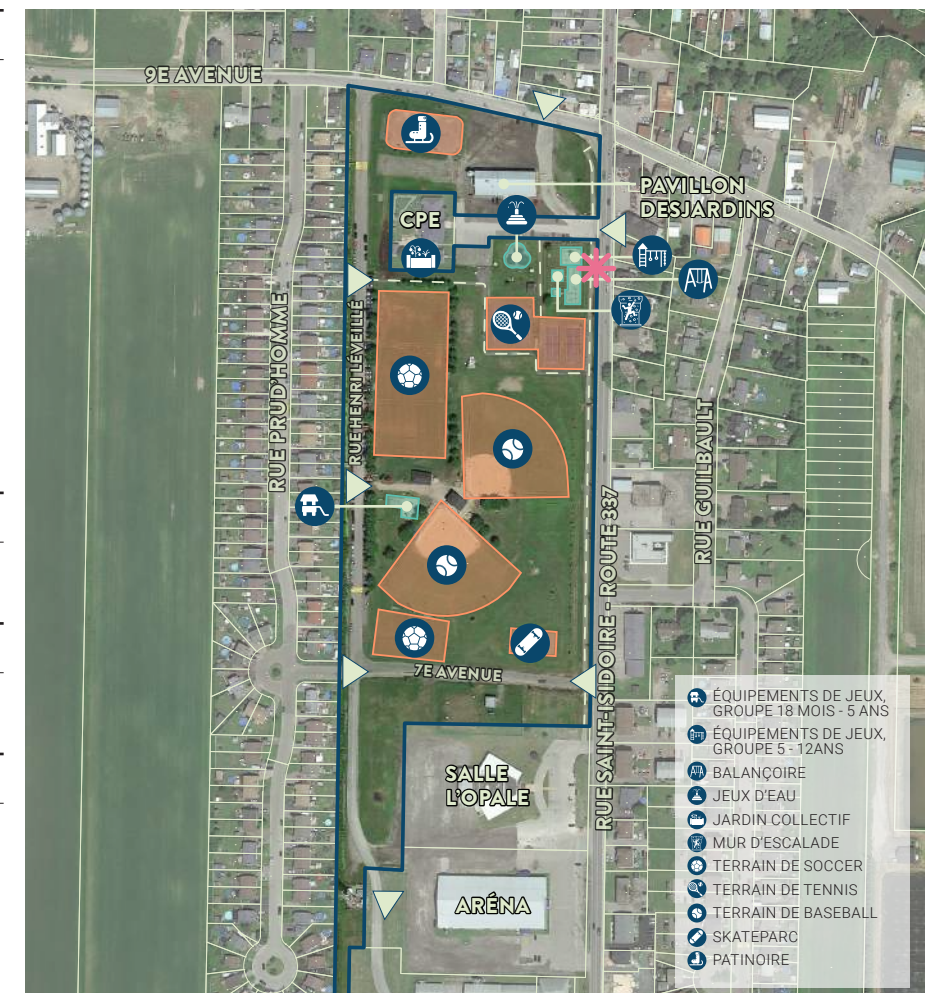 9E AVENUE
PAVILLON
DESJARDINS
CPE
RUE PRUD'HOMME
RUE HENRI LÉVEILLÉ
RUE GUILBAULT
RUE SAINT-ISIDOIRE - ROUTE 337
7E AVENUE
SALLE
L'OPALE
ARÉNA
ÉQUIPEMENTS DE JEUX,
GROUPE 18 MOIS - 5 ANS
ÉQUIPEMENTS DE JEUX,
GROUPE 5 - 12ANS
BALANÇOIRE
JEUX D'EAU
JARDIN COLLECTIF
MUR D'ESCALADE
TERRAIN DE SOCCER
TERRAIN DE TENNIS
TERRAIN DE BASEBALL
SKATEPARC
PATINOIRE